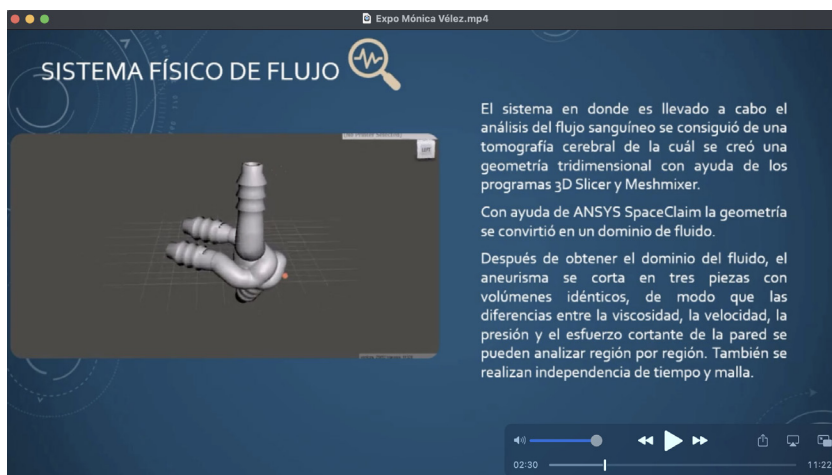 Expo Mónica Vélez.mp4
SISTEMA FÍSICO DE FLUJO
El sistema en donde es llevado a cabo el
análisis del flujo sanguíneo se consiguió de una
tomografía cerebral de la cuál se creó una
geometría tridimensional con ayuda de los
programas 3D Slicer y Meshmixer.
Con ayuda de ANSYS SpaceClaim la geometría
se convirtió en un dominio de fluido.
Después de obtener el dominio del fluido, el
aneurisma se corta en tres piezas con
volúmenes idénticos, de modo que las
diferencias entre la viscosidad, la velocidad, la
presión y el esfuerzo cortante de la pared se
pueden analizar región por región. También se
realizan independencia de tiempo y malla.
02:30
11:22